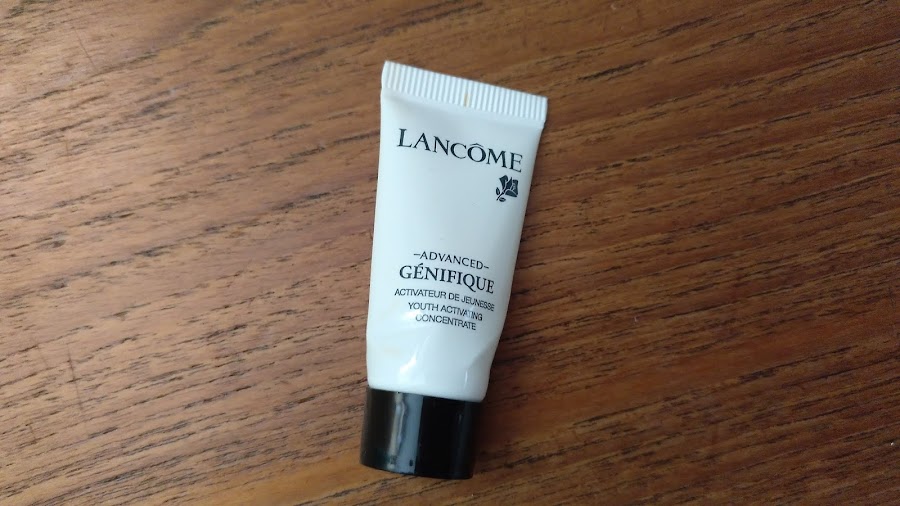 LANCÔME
–ADVANCED–
GÉNIFIQUE
ACTIVATEUR DE JEUNESSE
YOUTH ACTIVATING
CONCENTRATE